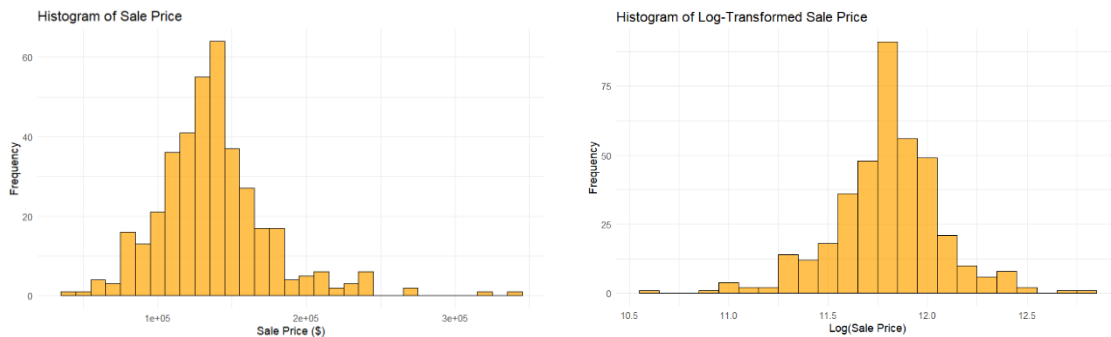 Histogram of Sale Price
60
40
20
0
Frequency
1e+05
2e+05
3e+05
Sale Price ($)
Histogram of Log-Transformed Sale Price
75
50
25
0
Frequency
10.5
11.0
11.5
12.0
12.5
Log(Sale Price)